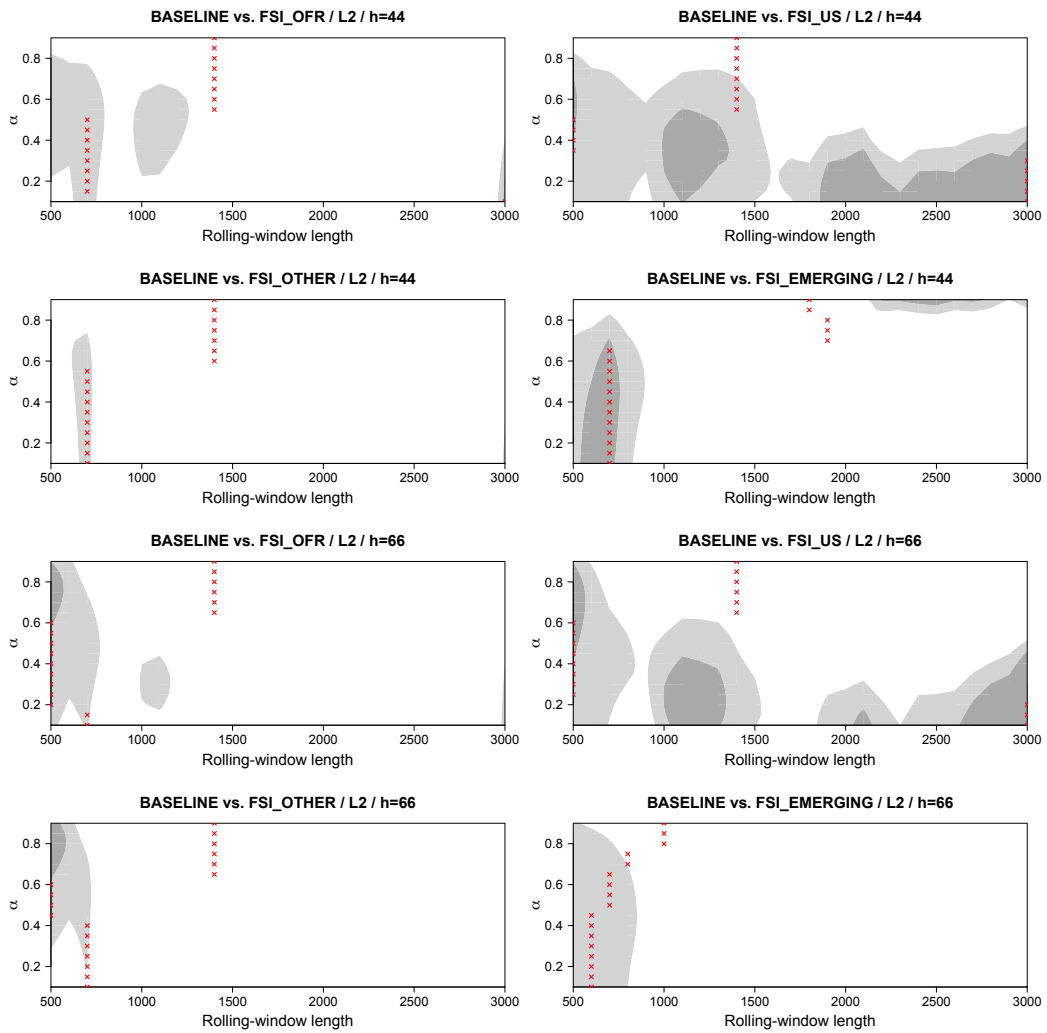 BASELINE vs. FSI_OFR / L2 / h=44
BASELINE vs. FSI_US / L2 / h=44
0.8
0.6
α
0.4
0.2
500 1000 1500 2000 2500 3000
Rolling-window length
0.8
0.6
α
0.4
0.2
500 1000 1500 2000 2500 3000
Rolling-window length
BASELINE vs. FSI_OTHER / L2 / h=44
BASELINE vs. FSI_EMERGING / L2 / h=44
0.8
0.6
α
0.4
0.2
500 1000 1500 2000 2500 3000
Rolling-window length
0.8
0.6
α
0.4
0.2
500 1000 1500 2000 2500 3000
Rolling-window length
BASELINE vs. FSI_OFR / L2 / h=66
BASELINE vs. FSI_US / L2 / h=66
0.8
0.6
α
0.4
0.2
500 1000 1500 2000 2500 3000
Rolling-window length
0.8
0.6
α
0.4
0.2
500 1000 1500 2000 2500 3000
Rolling-window length
BASELINE vs. FSI_OTHER / L2 / h=66
BASELINE vs. FSI_EMERGING / L2 / h=66
0.8
0.6
α
0.4
0.2
500 1000 1500 2000 2500 3000
Rolling-window length
0.8
0.6
α
0.4
0.2
500 1000 1500 2000 2500 3000
Rolling-window length